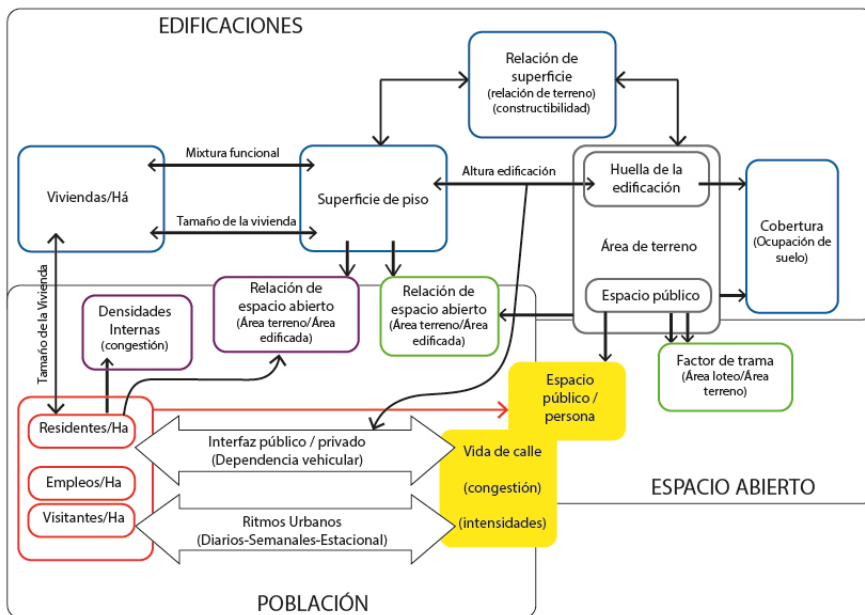 EDIFICACIONES
Relación de
superficie
(relación de terreno)
(constructibilidad)
Mixtura funcional
Altura edificación
Huella de la
edificación
Viviendas/Há
Superficie de piso
Tamaño de la vivienda
Cobertura
(Ocupación de
suelo)
Área de terreno
Espacio público
Tamaño de la Vivienda
Densidades
Internas
(congestión)
Relación de
espacio abierto
(Área terreno/Área
edificada)
Relación de
espacio abierto
(Área terreno/Área
edificada)
Factor de trama
(Área loteo/Área
terreno)
Espacio
público /
persona
Residentes/Ha
Empleos/Ha
Visitantes/Ha
Interfaz público / privado
(Dependencia vehicular)
Vida de calle
(congestión)
(intensidades)
Ritmos Urbanos
(Diarios-Semanales-Estacional)
ESPACIO ABIERTO
POBLACIÓN